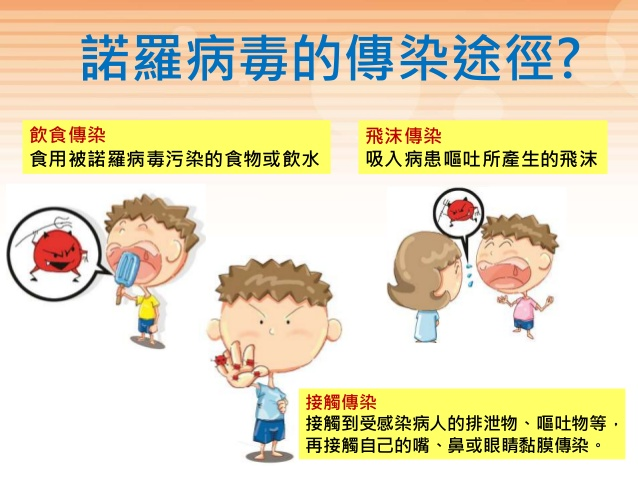 諾羅病毒的傳染途徑?
飲食傳染
食用被諾羅病毒污染的食物或飲水
飛沫傳染
吸入病患嘔吐所產生的飛沫
接觸傳染
接觸到受感染病人的排泄物、嘔吐物等，
再接觸自己的嘴、鼻或眼睛黏膜傳染。